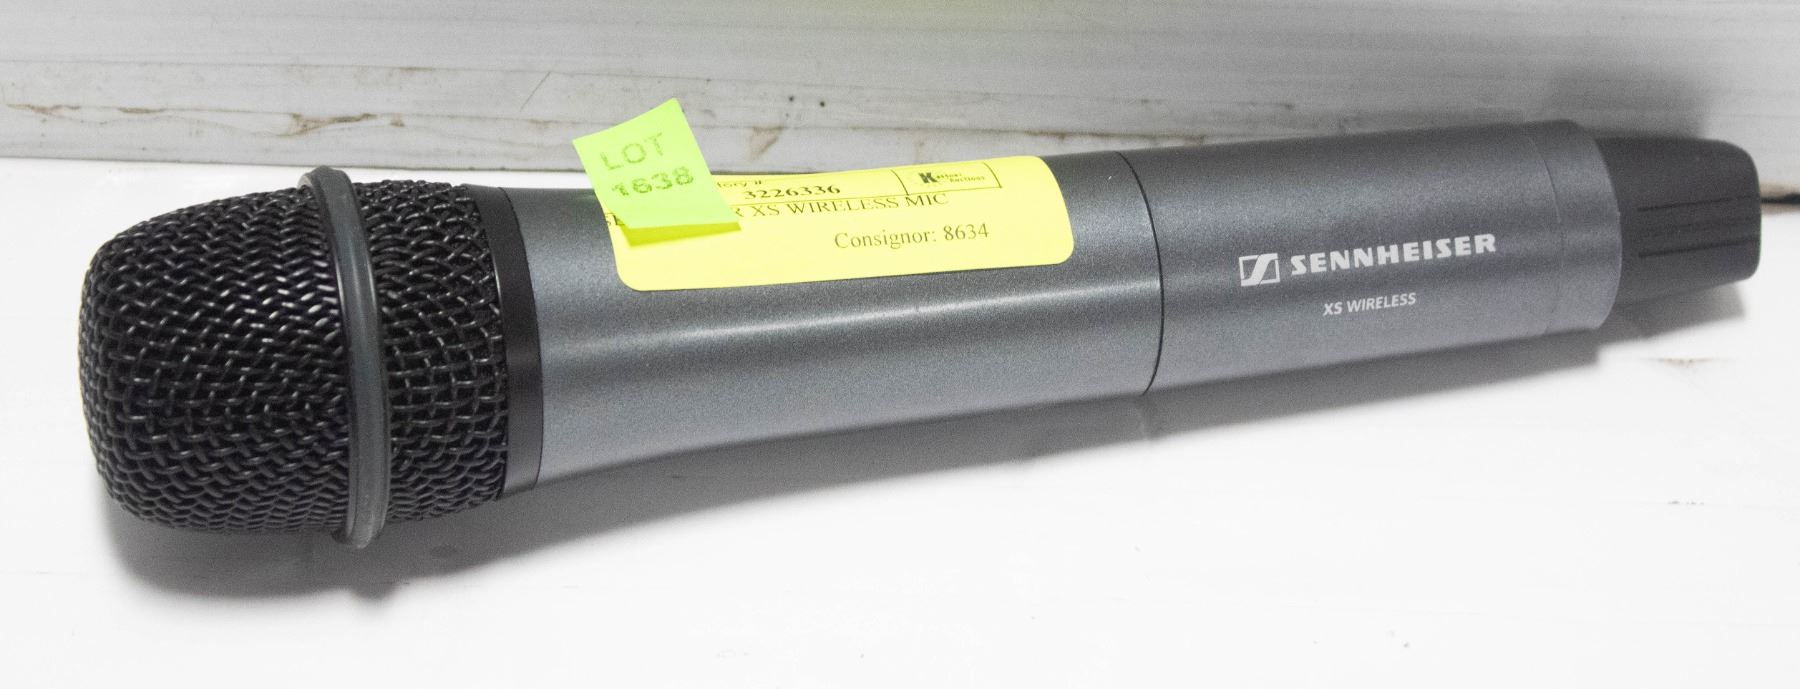 LOT
1638
3226336
XS WIRELESS MIC
Consignor: 8634
SENNHEISER
XS WIRELESS